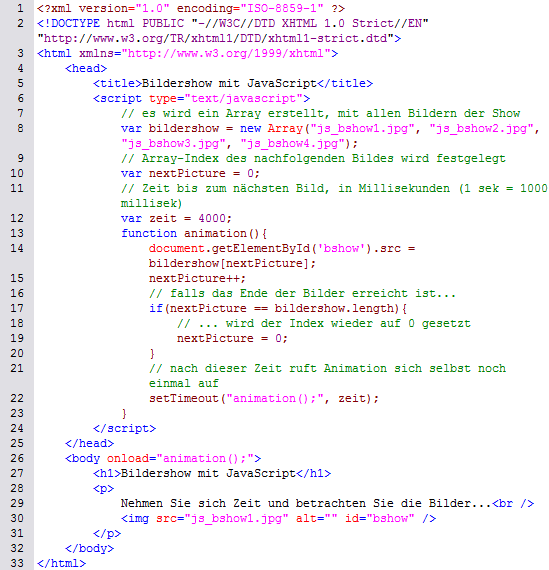 1 <?xml version="1.0" encoding="ISO-8859-1" ?>
2 <!DOCTYPE html PUBLIC "-//W3C//DTD XHTML 1.0 Strict//EN"
"http://www.w3.org/TR/xhtml1/DTD/xhtml1-strict.dtd">
3 <html xmlns="http://www.w3.org/1999/xhtml">
4 <head>
5 <title>Bildershow mit JavaScript</title>
6 <script type="text/javascript">
7 // es wird ein Array erstellt, mit allen Bildern der Show
8 var bildershow = new Array("js_bshow1.jpg", "js_bshow2.jpg",
"js_bshow3.jpg", "js_bshow4.jpg");
9 // Array-Index des nachfolgenden Bildes wird festgelegt
10 var nextPicture = 0;
11 // Zeit bis zum nächsten Bild, in Millisekunden (1 sek = 1000
millisek)
12 var zeit = 4000;
13 function animation(){
14 document.getElementById('bshow').src =
bildershow[nextPicture];
15 nextPicture++;
16 // falls das Ende der Bilder erreicht ist...
17 if(nextPicture == bildershow.length){
18 // ... wird der Index wieder auf 0 gesetzt
19 nextPicture = 0;
20 }
21 // nach dieser Zeit ruft Animation sich selbst noch
einmal auf
22 setTimeout("animation();", zeit);
23 }
24 </script>
25 </head>
26 <body onload="animation();">
27 <h1>Bildershow mit JavaScript</h1>
28 <p>
29 Nehmen Sie sich Zeit und betrachten Sie die Bilder...<br />
30 <img src="js_bshow1.jpg" alt="" id="bshow" />
31 </p>
32 </body>
33 </html>